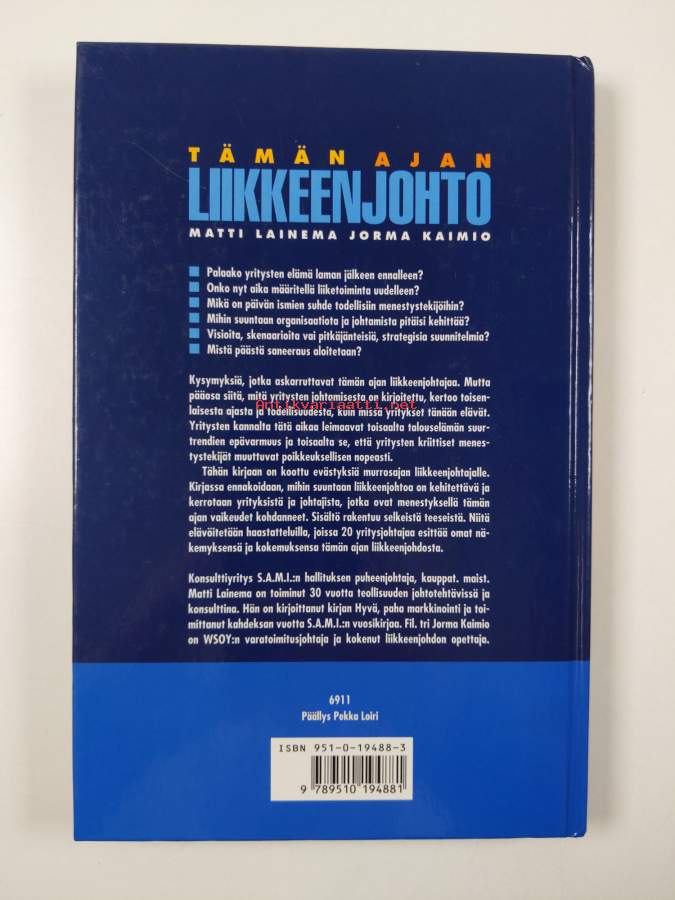 TÄMÄN AJAN
LIIKKEENJOHTO
MATTI LAINEMA JORMA KAIMIO
Palaako yritysten elämä laman jälkeen ennalleen?
Onko nyt aika määritellä liiketoiminta uudelleen?
Mikä on päivän ismien suhde todellisiin menestystekijöihin?
Mihin suuntaan organisaatiota ja johtamista pitäisi kehittää?
Visioita, skenaarioita vai pitkäjänteisiä, strategisia suunnitelmia?
Mistä päästä saneeraus aloitetaan?
Kysymyksiä, jotka askarruttavat tämän ajan liikkeenjohtajaa. Mutta
pääosa siitä, mitä yritysten johtomisesta on kirjoitettu, kertoo toisen-
laisesta ajasta ja todellisuudesta, kuin missä yritykset tänään elävät.
Yritysten kannalta tätä aikaa leimaavat toisaalta talouselämän suur-
trendien epävarmuus ja toisaalta se, että yritysten kriittiset menes-
tystekijät muuttuvat poikkeuksellisen nopeasti.
Tähän kirjaan on koottu evästyksiä murrosajan liikkeenjohtajalle.
Kirjassa ennakoidaan, mihin suuntaan liikkeenjohtoa on kehitettävä ja
kerrotaan yrityksistä ja johtajista, jotka ovat menestyksellä tämän
ajan vaikeudet kohdanneet. Sisältö rakentuu selkeistä teeseistä. Niitä
elävöitetään haastatteluilla, joissa 20 yritysjohtajaa esittää omat nä-
kemyksensä ja kokemuksensa tämän ajan liikkeenjohdosta.
Konsulttiyritys S.A.M.I.:n hallituksen puheenjohtaja, kauppat. maist.
Matti Lainema on toiminut 30 vuotta teollisuuden johtotehtävissä ja
konsulttina. Hän on kirjoittanut kirjan Hyvä, paha markkinointi ja toi-
mittanut kahdeksan vuotta S.A.M.I.:n vuosikirjaa. Fil. tri Jorma Kaimio
on WSOY:n varatoimitusjohtaja ja kokenut liikkeenjohdon opettaja.
Antikvariaatti.net
6911
Päällys Pekka Loiri
ISBN 951-0-19488-3
9 789510 194881